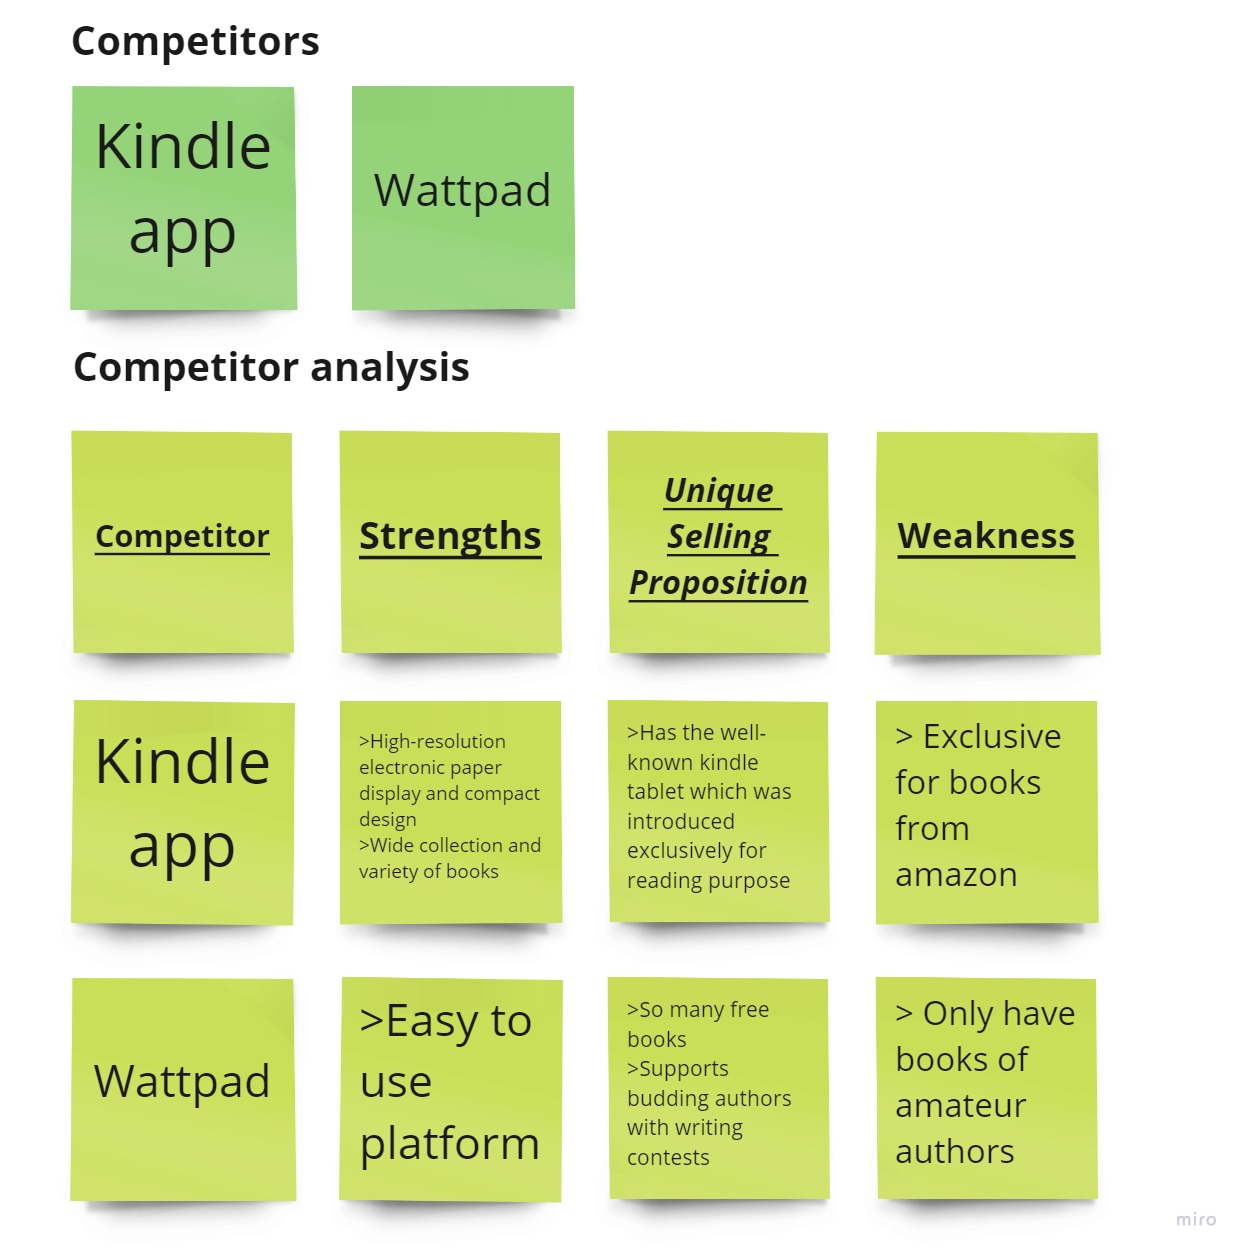 Competitors
Kindle
app
Wattpad
Competitor analysis
Competitor
Strengths
Unique
Selling
Proposition
Weakness
Kindle
app
>High-resolution
electronic paper
display and compact
design
>Wide collection and
variety of books
>Has the well-
known kindle
tablet which was
introduced
exclusively for
reading purpose
> Exclusive
for books
from
amazon
Wattpad
>Easy to
use
platform
>So many free
books
>Supports
budding authors
with writing
contests
> Only have
books of
amateur
authors
miro